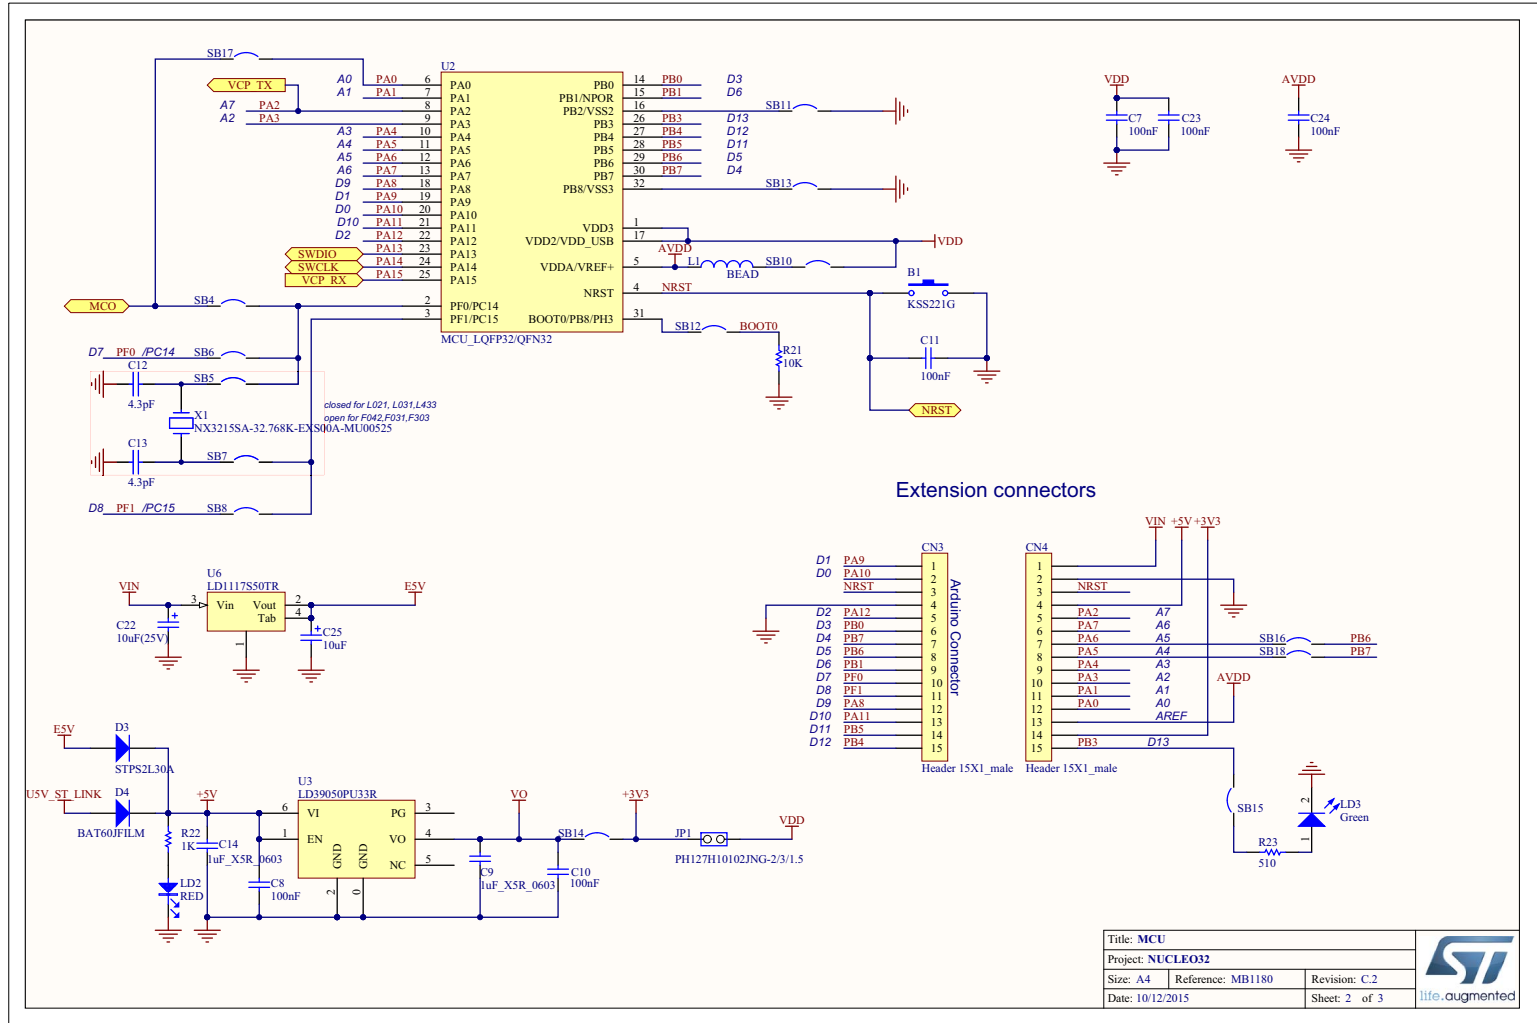 SB17
VCP TX
A0 PA0 6
A1 PA1 7
A7 PA2 8
A2 PA3 9
A3 PA4 10
A4 PA5 11
A5 PA6 12
A6 PA7 13
D9 PA8 18
D1 PA9 19
D0 PA10 20
D10 PA11 21
D2 PA12 22
SWDIO PA13 23
SWCLK PA14 24
VCP RX PA15 25
MCO SB4 2
3
U2
PA0
PA1
PA2
PA3
PA4
PA5
PA6
PA7
PA8
PA9
PA10
PA11
PA12
PA13
PA14
PA15
PF0/PC14
PF1/PC15
PB0
PB1/NPOR
PB2/VSS2
PB3
PB4
PB5
PB6
PB7
PB8/VSS3
VDD3
VDD2/VDD_USB
VDDA/VREF+
NRST
BOOT0/PB8/PH3
MCU_LQFP32/QFN32
14 PB0 D3
15 PB1 D6
16 SB11
26 PB3 D13
27 PB4 D12
28 PB5 D11
29 PB6 D5
30 PB7 D4
32 SB13
1
17 VDD
AVDD
5 L1 BEAD SB10
4 NRST
31 SB12 BOOT0
R21
10K
B1
KSS221G
C11
100nF
NRST
VDD
C7
100nF
C23
100nF
AVDD
C24
100nF
D7 PF0 /PC14 SB6
C12
4.3pF
SB5
X1
NX3215SA-32.768K-EXS00A-MU00525
closed for L021, L031,L433
open for F042,F031,F303
C13
4.3pF
SB7
D8 PF1 /PC15 SB8
Extension connectors
CN3
D1 PA9 1
D0 PA10 2
NRST 3
4
D2 PA12 5
D3 PB0 6
D4 PB7 7
D5 PB6 8
D6 PB1 9
D7 PF0 10
D8 PF1 11
D9 PA8 12
D10 PA11 13
D11 PB5 14
D12 PB4 15
Header 15X1_male
Arduino Connector
VIN +5V +3V3
CN4
1
2
3 NRST
4
5 PA2 A7
6 PA7 A6
7 PA6 A5 SB16 PB6
8 PA5 A4 SB18 PB7
9 PA4 A3
10 PA3 A2
11 PA1 A1
12 PA0 A0
13 AREF
14
15 PB3 D13
Header 15X1_male
AVDD
SB15
2
LD3
Green
1
R23
510
VIN
U6
LD1117S50TR
3 Vin Vout 2
Tab 4
1
E5V
C22
10uF(25V)
+
C25
10uF
+
E5V
D3
STPS2L30A
U5V_ST_LINK
D4
BAT60JFILM
+5V
R22
1K
LD2
RED
C14
1uF_X5R_0603
C8
100nF
U3
LD39050PU33R
6 VI PG 3
1 EN VO 4
GND GND NC 5
2 0
VO
C9
1uF_X5R_0603
SB14
C10
100nF
+3V3
JP1
PH127H10102JNG-2/3/1.5
VDD
Title: MCU
Project: NUCLEO32
Size: A4 Reference: MB1180 Revision: C.2
Date: 10/12/2015 Sheet: 2 of 3
ST
life.augmented